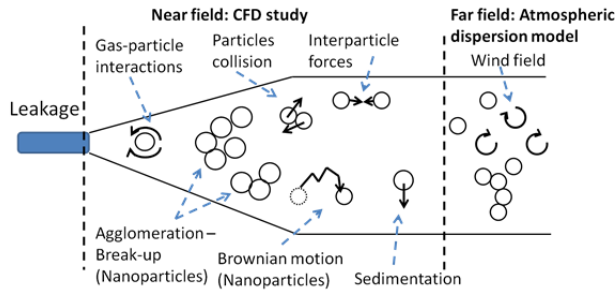 Near field: CFD study
Far field: Atmospheric
dispersion model
Gas-particle
interactions
Particles
collision
Interparticle
forces
Wind field
Leakage
Agglomeration –
Break-up
(Nanoparticles)
Brownian motion
(Nanoparticles)
Sedimentation